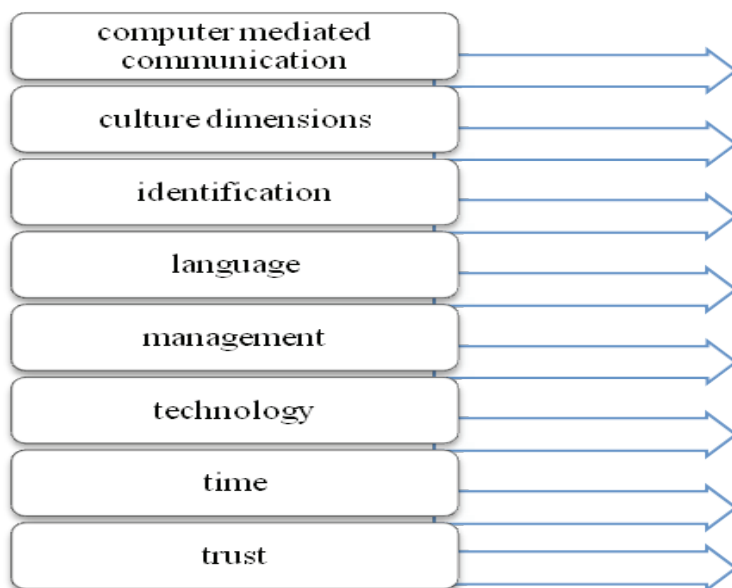 computer mediated
communication
culture dimensions
identification
language
management
technology
time
trust